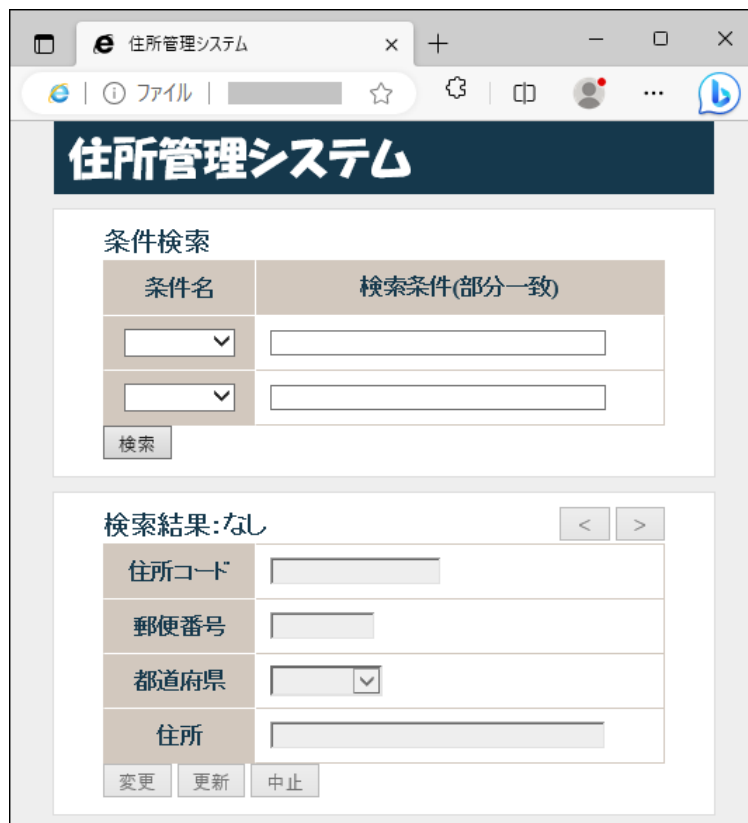 住所管理システム
ファイル
住所管理システム
条件検索
条件名 検索条件(部分一致)
検索
検索結果:なし < >
住所コード
郵便番号
都道府県
住所
変更 更新 中止